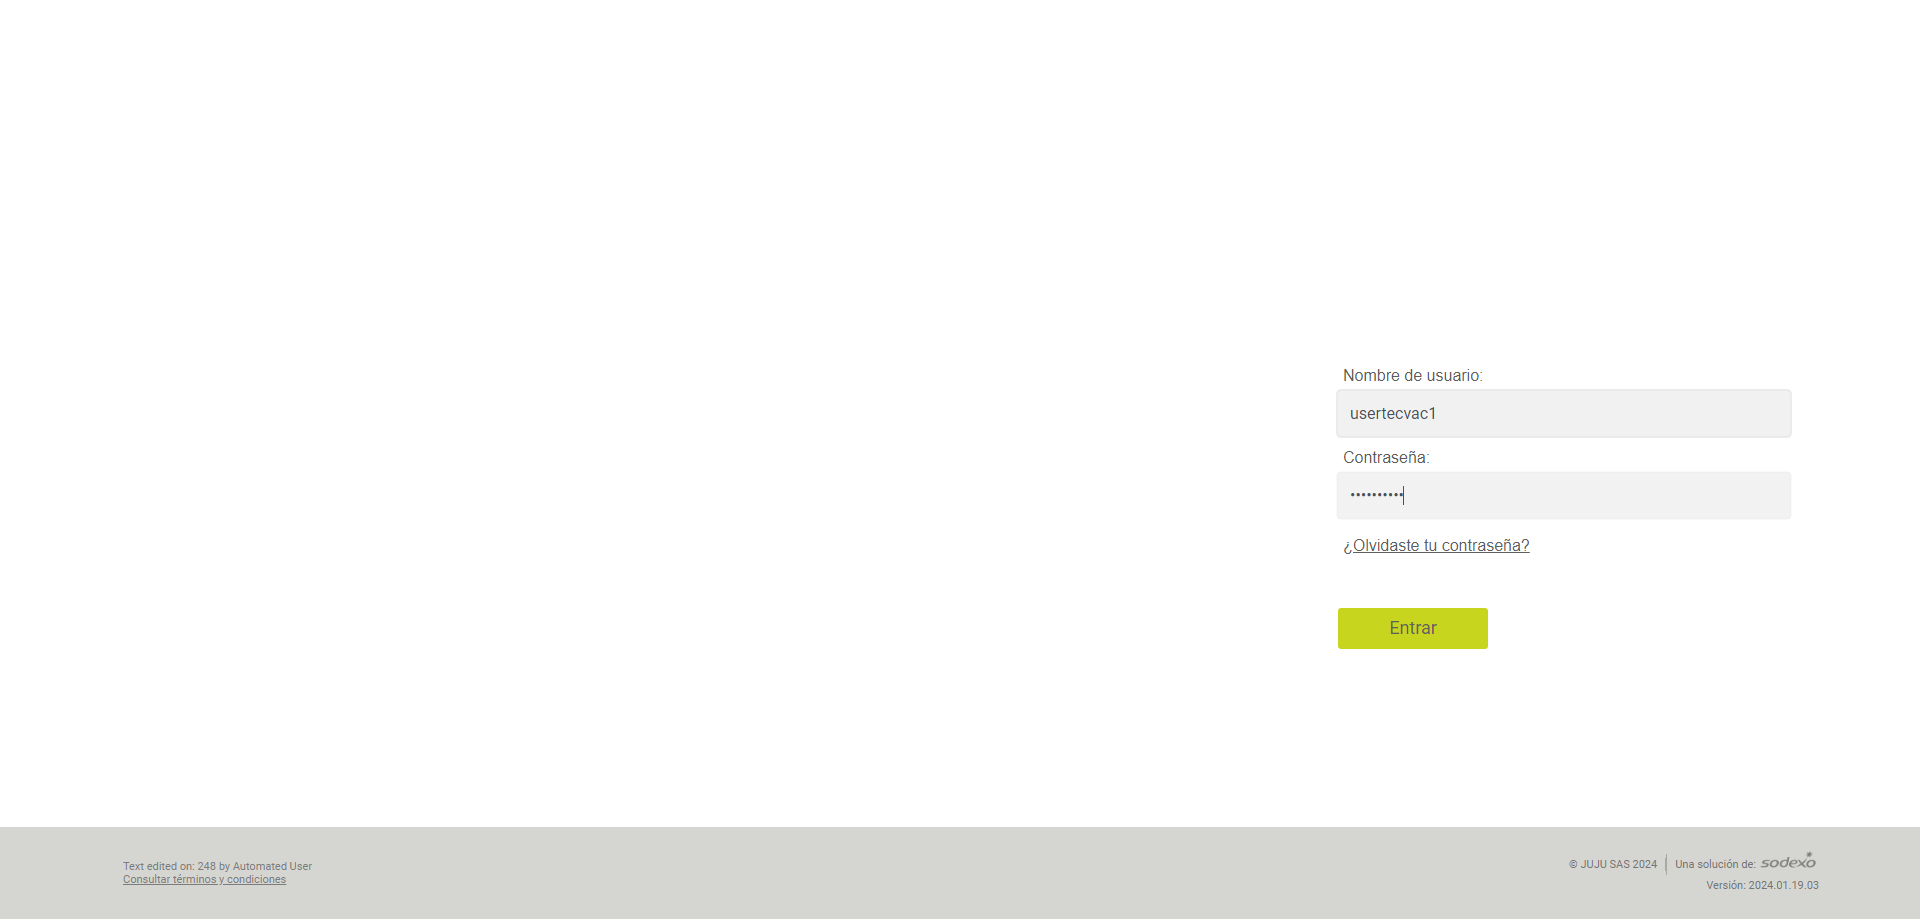 Nombre de usuario:
usertecvac1
Contraseña:
••••••••••
¿Olvidaste tu contraseña?
Entrar
Text edited on: 248 by Automated User
Consultar términos y condiciones
© JUJU SAS 2024 | Una solución de: sodexo
Versión: 2024.01.19.03